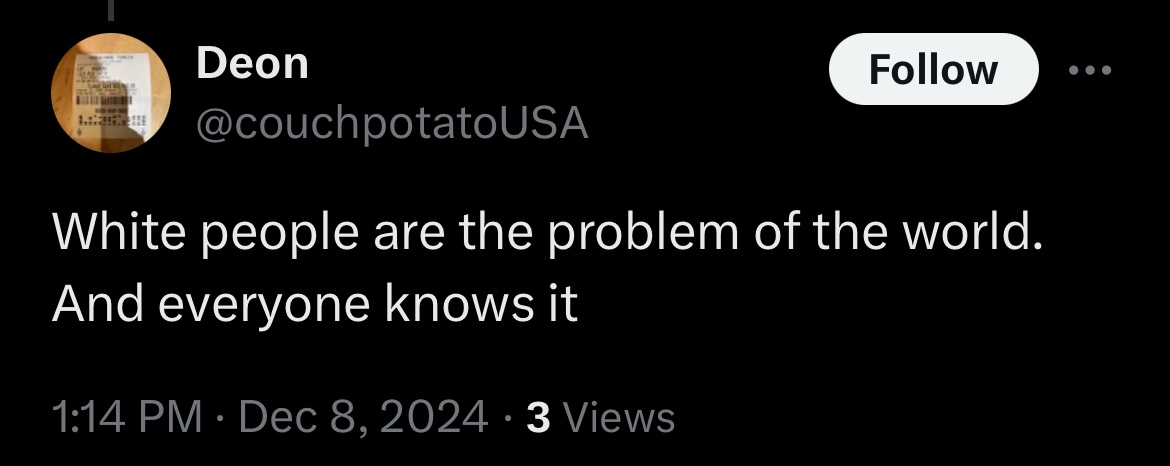 Deon
Follow
@couchpotatoUSA
White people are the problem of the world.
And everyone knows it
1:14 PM · Dec 8, 2024 · 3 Views